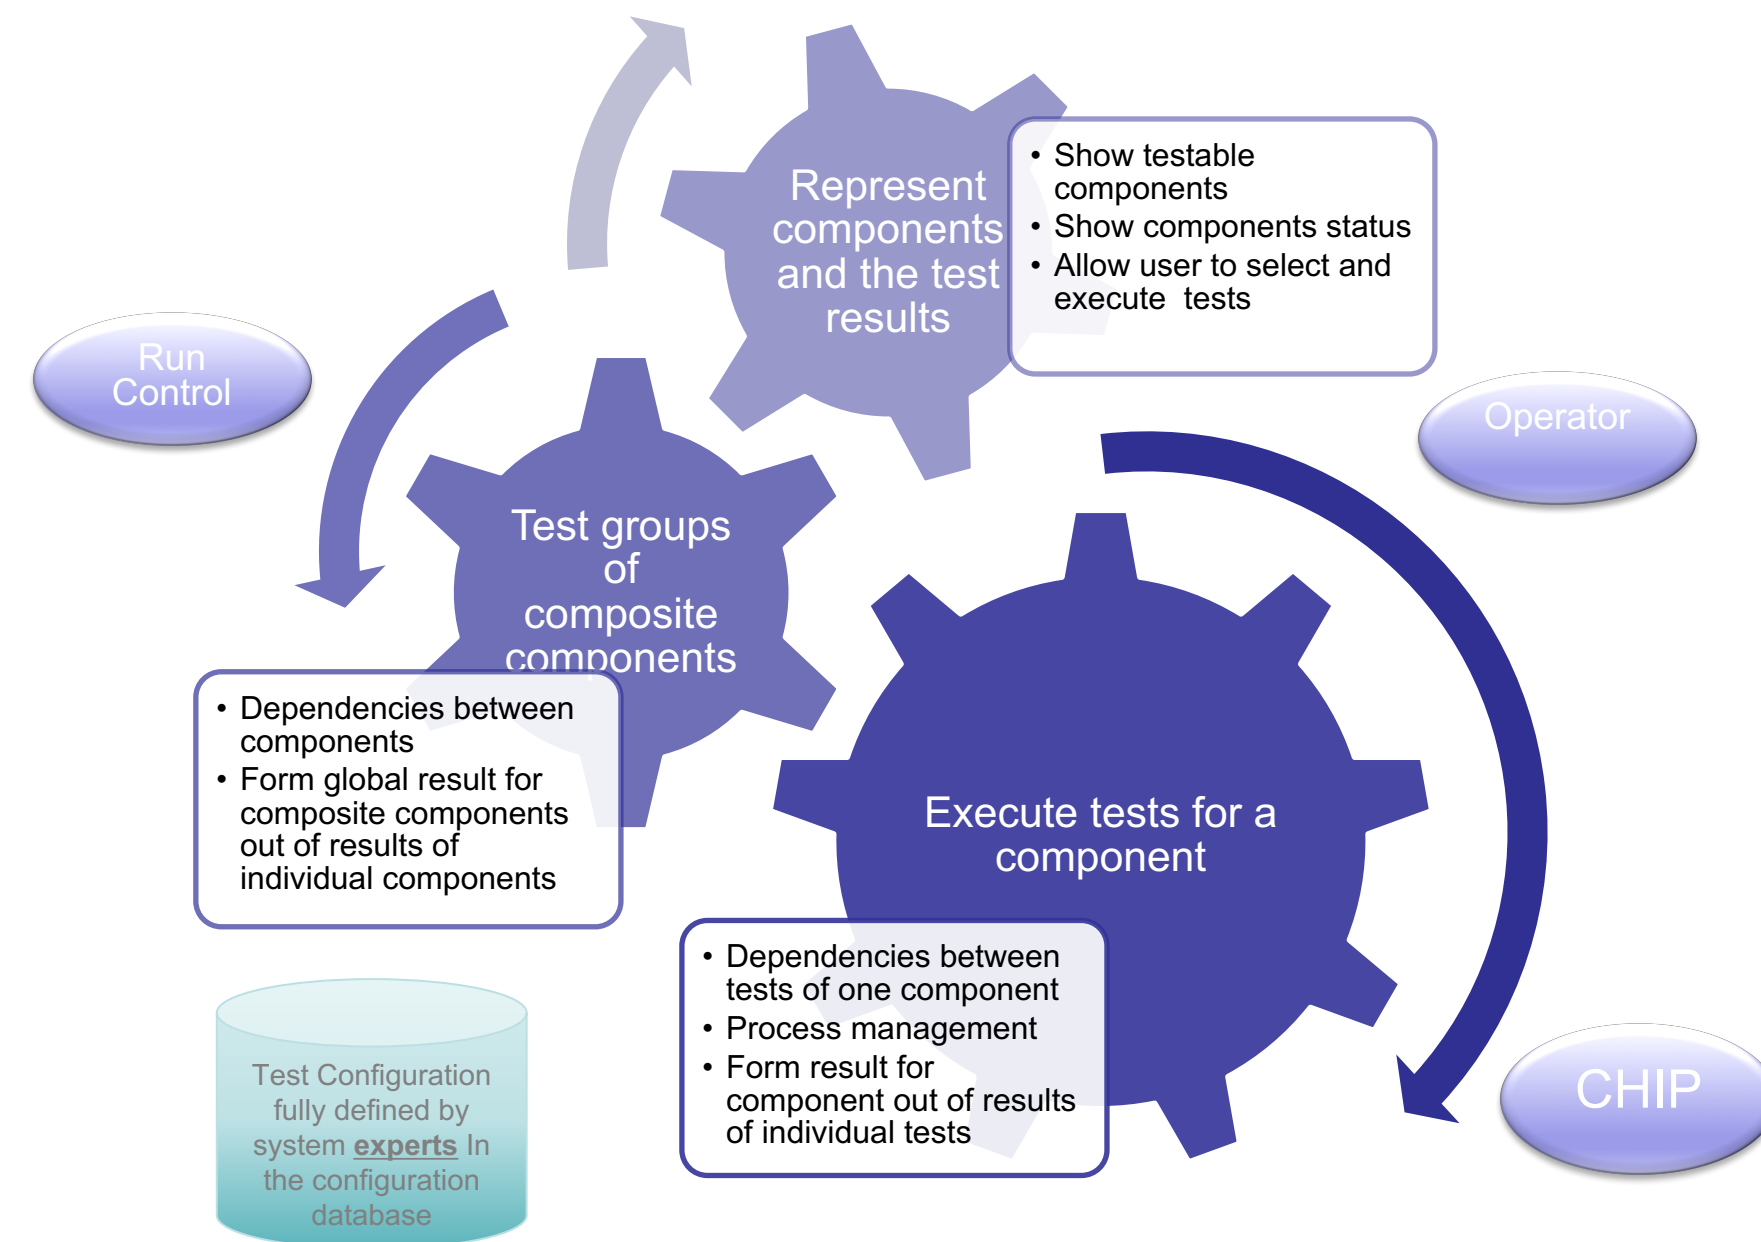 Represent
components
and the test
results
• Show testable
components
• Show components status
• Allow user to select and
execute  tests
Run
Control
Operator
Test groups
of
composite
components
• Dependencies between
components
• Form global result for
composite components
out of results of
individual components
Execute tests for a
component
• Dependencies between
tests of one component
• Process management
• Form result for
component out of results
of individual tests
CHIP
Test Configuration
fully defined by
system experts In
the configuration
database